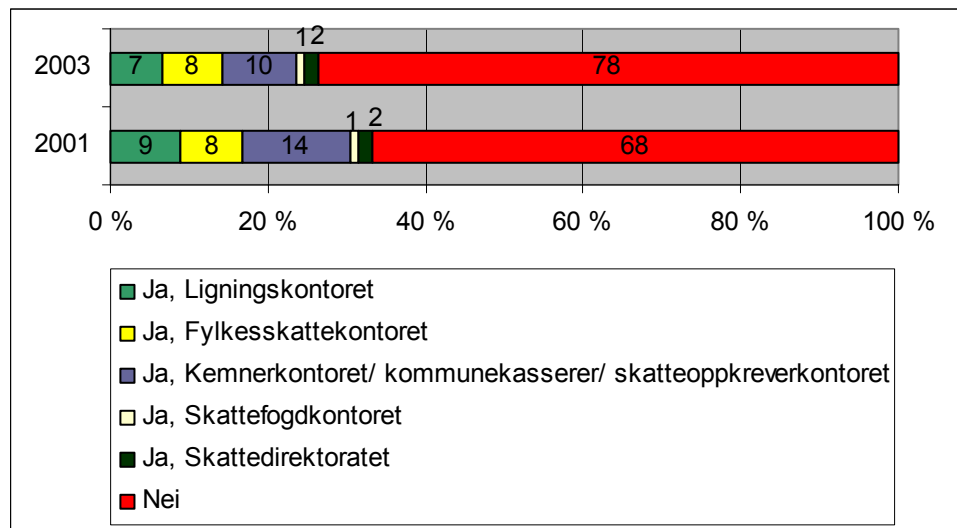 1 2
2003 7 8 10 78
1 2
2001 9 8 14 68
0 % 20 % 40 % 60 % 80 % 100 %
Ja, Ligningskontoret
Ja, Fylkesskattekontoret
Ja, Kemnerkontoret/ kommunekasserer/ skatteoppkreverkontoret
Ja, Skattefogdkontoret
Ja, Skattedirektoratet
Nei